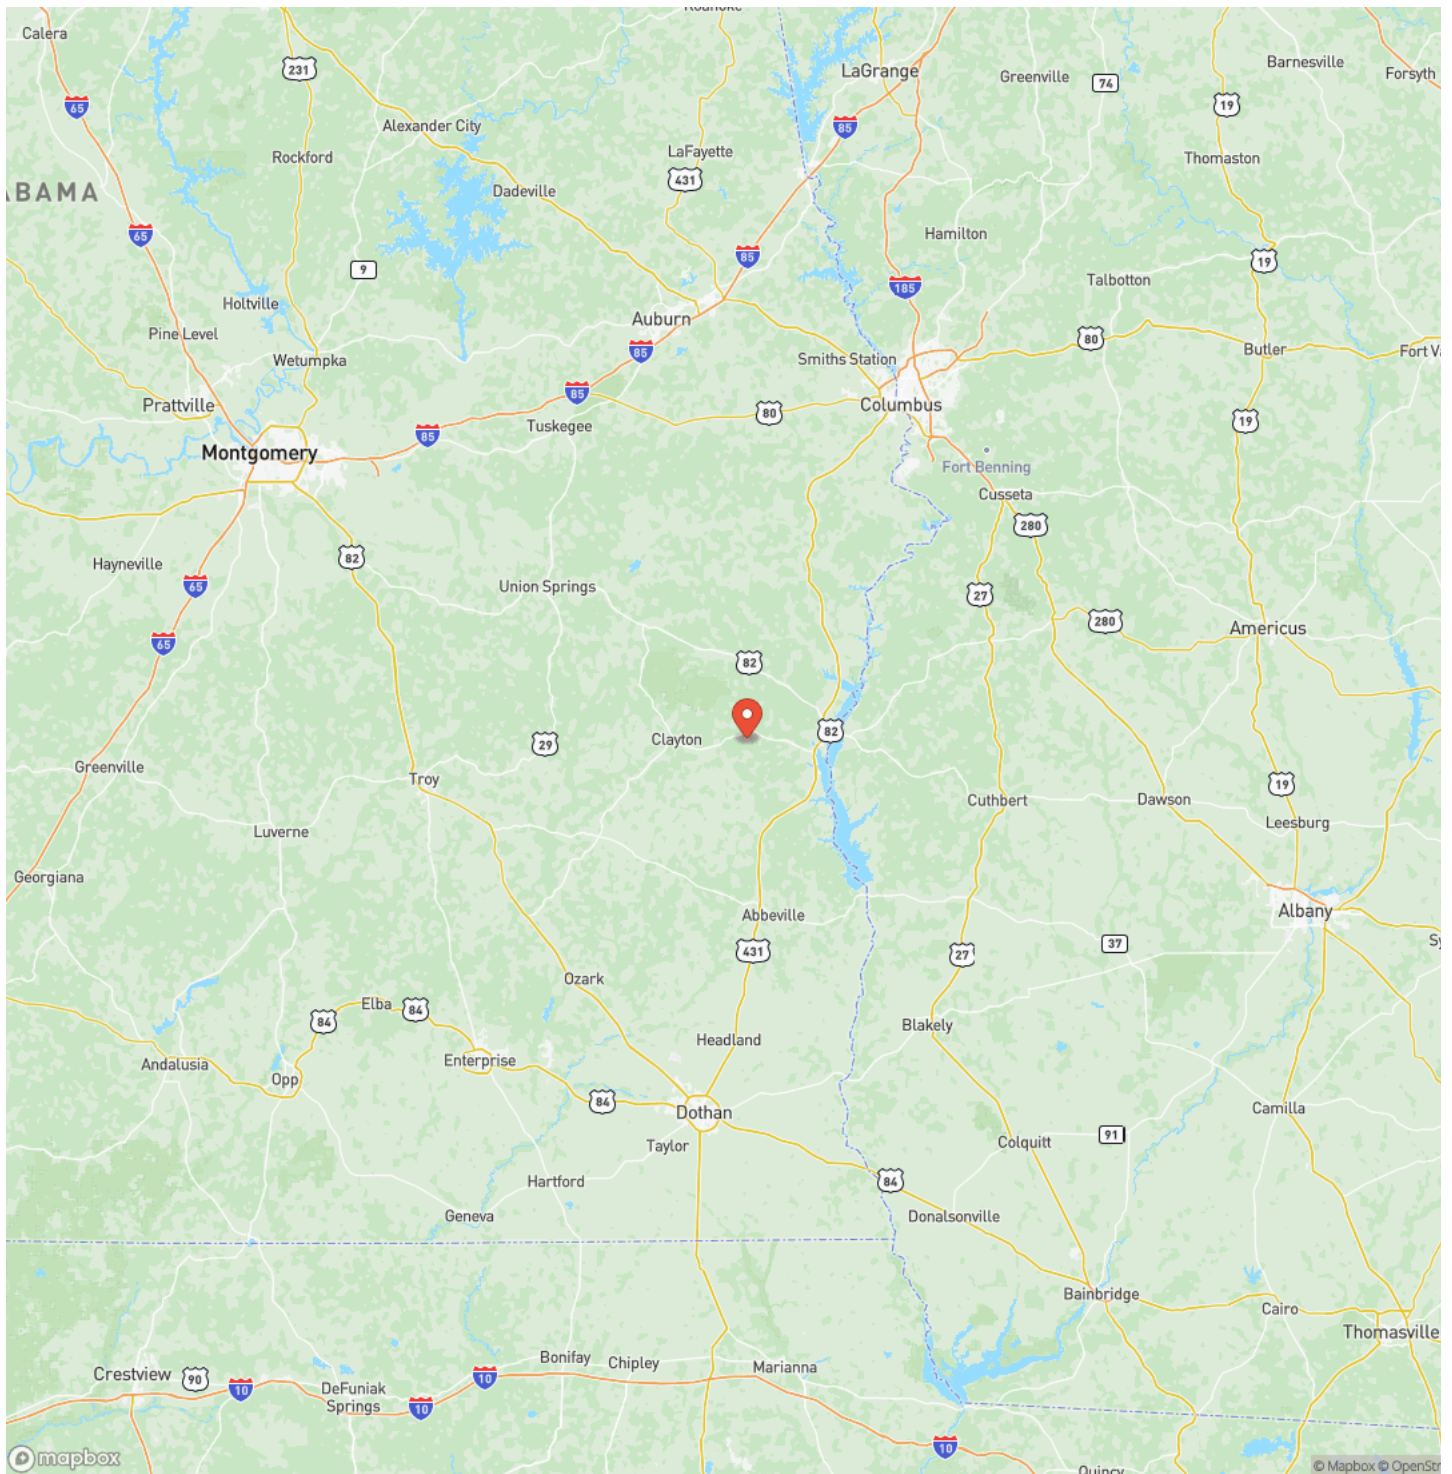 Calera
231
LaGrange
Greenville
74
Barnesville
Forsyth
65
19
Alexander City
85
Rockford
LaFayette
Thomaston
431
ABAMA
Dadeville
65
Hamilton
85
19
9
Talbotton
185
Holtville
Auburn
Pine Level
80
85
Smiths Station
Butler
Fort Va
Wetumpka
85
Prattville
Columbus
80
19
Tuskegee
85
Montgomery
Fort Benning
Cusseta
280
82
Hayneville
65
Union Springs
27
280
Americus
65
82
82
Clayton
29
Greenville
Troy
19
Cuthbert
Dawson
Leesburg
Luverne
Georgiana
Abbeville
Albany
37
Sy
431
27
Ozark
Elba
84
84
Blakely
Headland
Andalusia
Enterprise
Opp
84
Dothan
Camilla
91
Taylor
Colquitt
Hartford
84
Geneva
Donalsonville
Bainbridge
Cairo
Thomasville
Bonifay
Chipley
Marianna
Crestview
90
10
10
DeFuniak
Springs
10
10
mapbox
© Mapbox © OpenStr